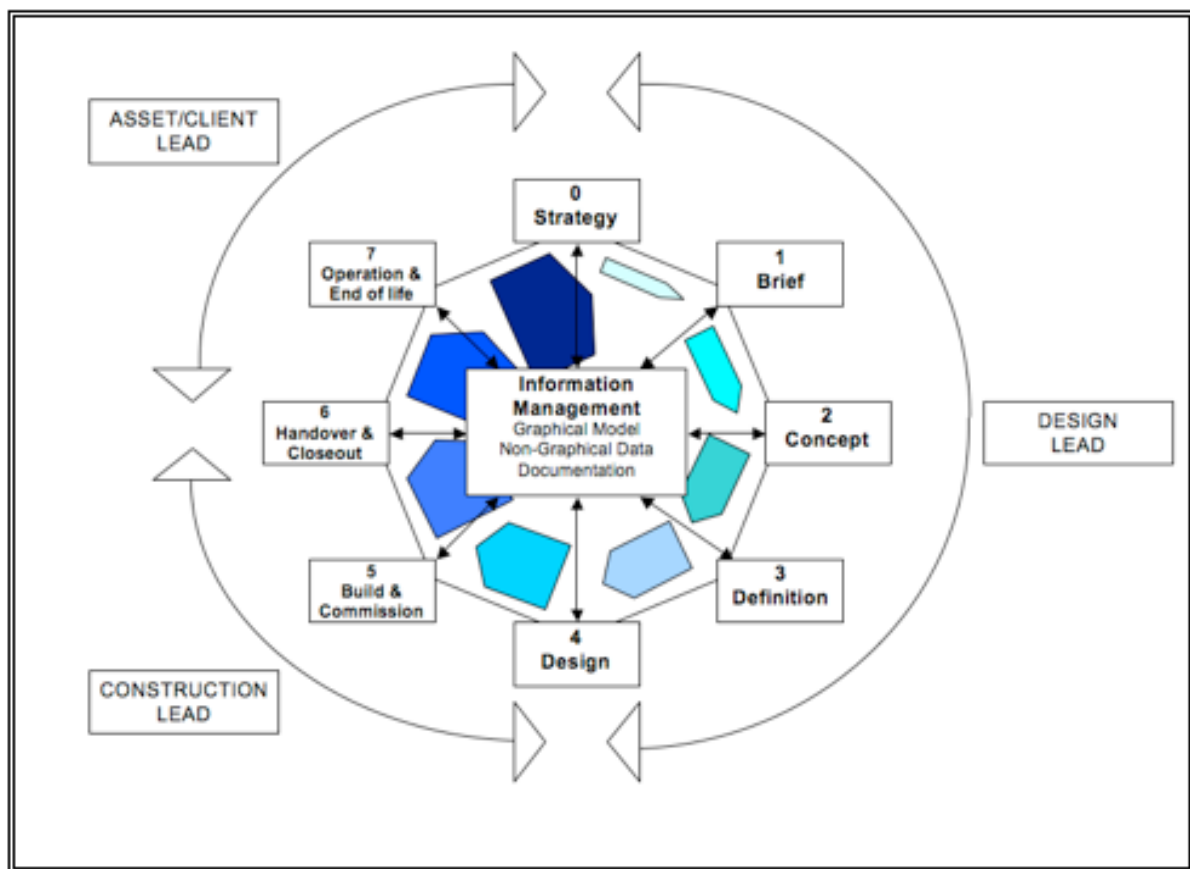 ASSET/CLIENT
LEAD
0
Strategy
7
Operation &
End of life
1
Brief
Information
Management
Graphical Model
Non-Graphical Data
Documentation
6
Handover &
Closeout
2
Concept
DESIGN
LEAD
5
Build &
Commission
3
Definition
4
Design
CONSTRUCTION
LEAD